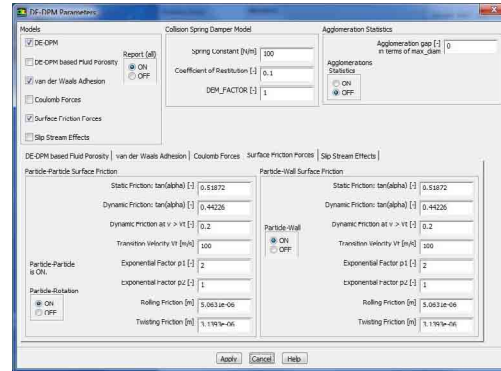 DE-DPM Parameters
Models
DE-DPM
DE-DPM based Fluid Porosity
van der Waals Adhesion
Coulomb Forces
Surface Friction Forces
Slip Stream Effects
Report (all)
ON
OFF
Collision Spring Damper Model
Spring Constant [N/m] 100
Coefficient of Restitution [-] 0.1
DEM_FACTOR [-] 1
Agglomeration Statistics
Agglomeration gap [-] 0
in terms of max_diam
Agglomerations
Statistics
ON
OFF
DE-DPM based Fluid Porosity van der Waals Adhesion Coulomb Forces Surface Friction Forces Slip Stream Effects
Particle-Particle Surface Friction
Static Friction: tan(alpha) [-] 0.51872
Dynamic Friction: tan(alpha) [-] 0.44226
Dynamic Friction at v > vt [-] 0.2
Transition Velocity Vt [m/s] 100
Particle-Particle
is ON.
Exponential Factor p1 [-] 2
Exponential Factor p2 [-] 1
Particle-Rotation
ON
OFF
Rolling Friction [m] 5.0631e-06
Twisting Friction [m] 3.1393e-06
Particle-Wall Surface Friction
Static Friction: tan(alpha) [-] 0.51872
Dynamic Friction: tan(alpha) [-] 0.44226
Particle-Wall
ON
OFF
Dynamic Friction at v > vt [-] 0.2
Transition Velocity Vt [m/s] 100
Exponential Factor p1 [-] 2
Exponential Factor p2 [-] 1
Rolling Friction [m] 5.0631e-06
Twisting Friction [m] 3.1393e-06
Apply Cancel Help